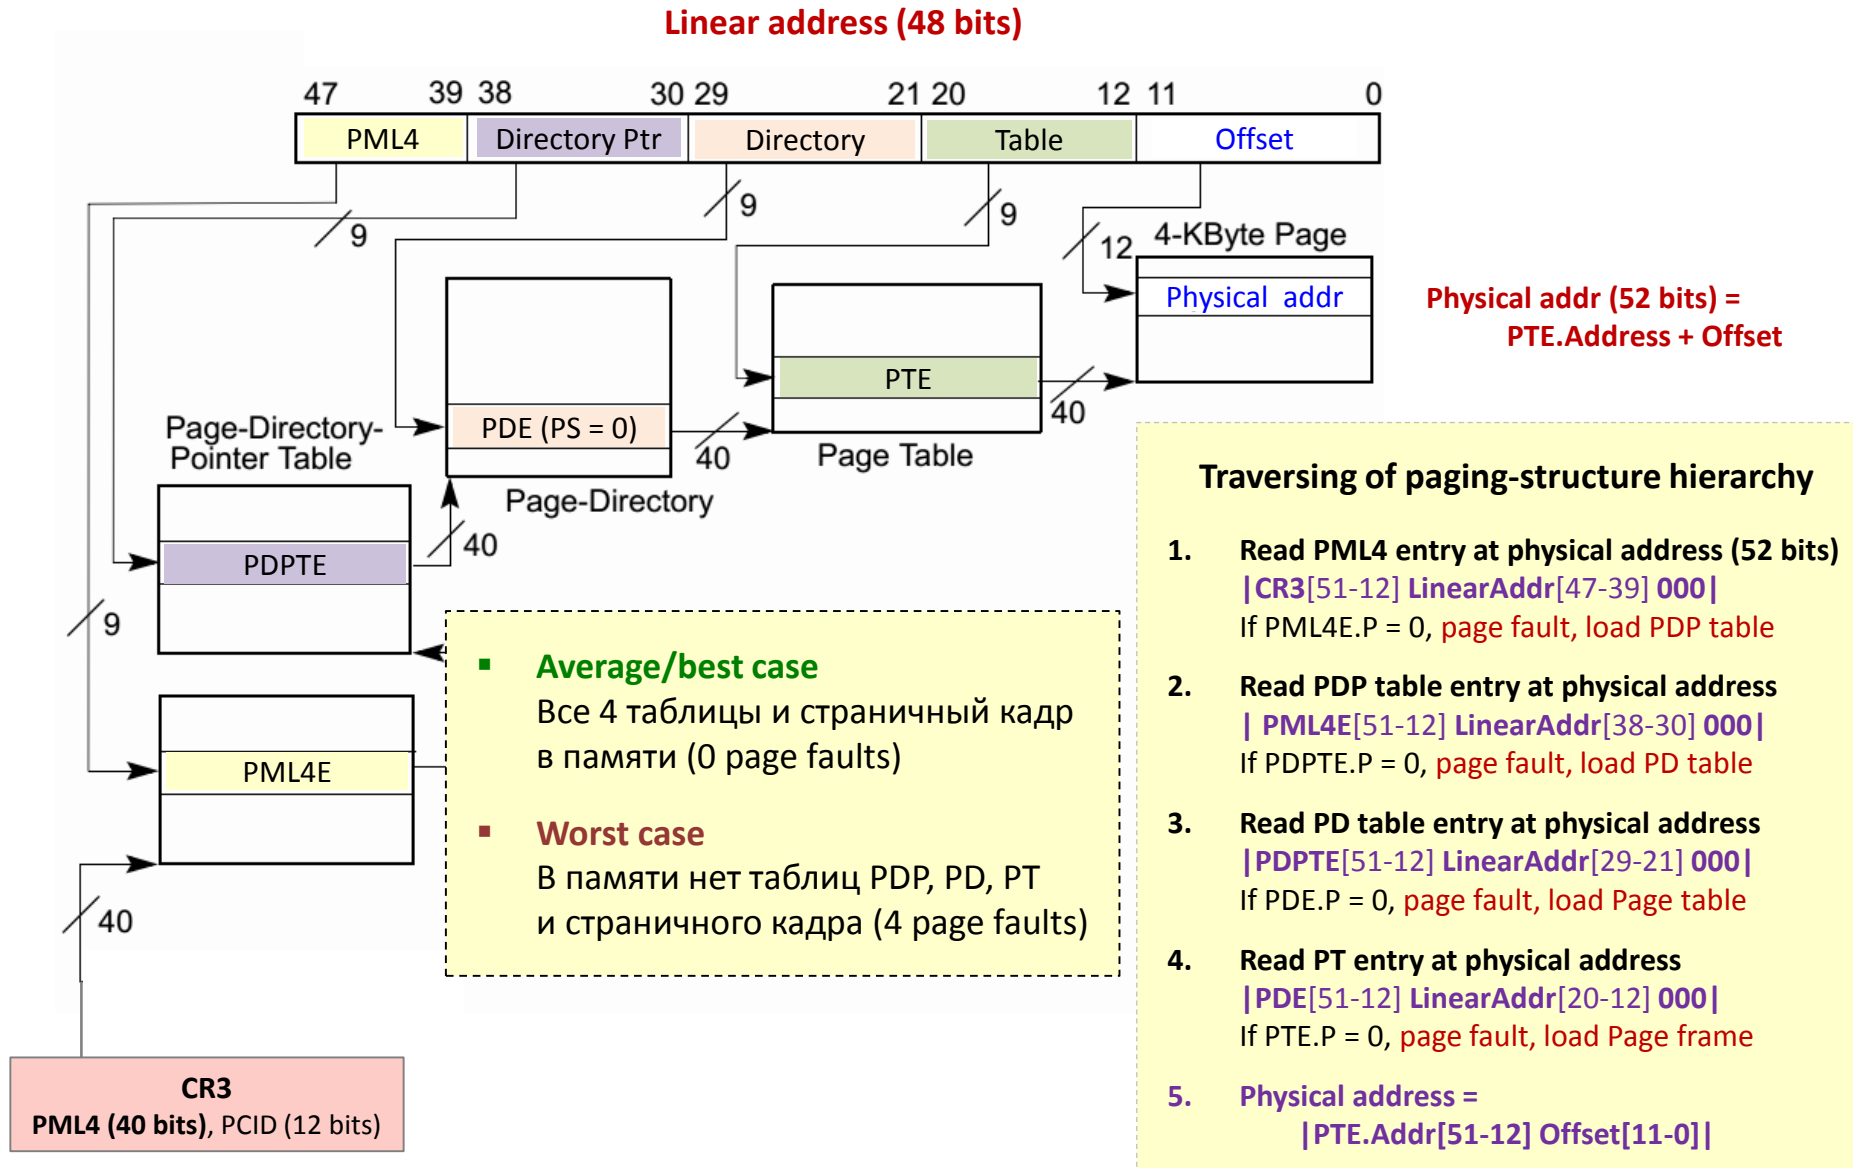 Linear address (48 bits)
47 39 38 30 29 21 20 12 11 0
PML4 Directory Ptr Directory Table Offset
9
9
9
12
4-KByte Page
Physical addr
Physical addr (52 bits) =
PTE.Address + Offset
PTE
40
Page Table
PDE (PS = 0)
40
Page-Directory
Page-Directory-
Pointer Table
PDPTE
40
9
PML4E
40
CR3
PML4 (40 bits), PCID (12 bits)
▪ Average/best case
Все 4 таблицы и страничный кадр
в памяти (0 page faults)
▪ Worst case
В памяти нет таблиц PDP, PD, PT
и страничного кадра (4 page faults)
Traversing of paging-structure hierarchy
1. Read PML4 entry at physical address (52 bits)
|CR3[51-12] LinearAddr[47-39] 000|
If PML4E.P = 0, page fault, load PDP table
2. Read PDP table entry at physical address
| PML4E[51-12] LinearAddr[38-30] 000|
If PDPTE.P = 0, page fault, load PD table
3. Read PD table entry at physical address
|PDPTE[51-12] LinearAddr[29-21] 000|
If PDE.P = 0, page fault, load Page table
4. Read PT entry at physical address
|PDE[51-12] LinearAddr[20-12] 000|
If PTE.P = 0, page fault, load Page frame
5. Physical address =
|PTE.Addr[51-12] Offset[11-0]|